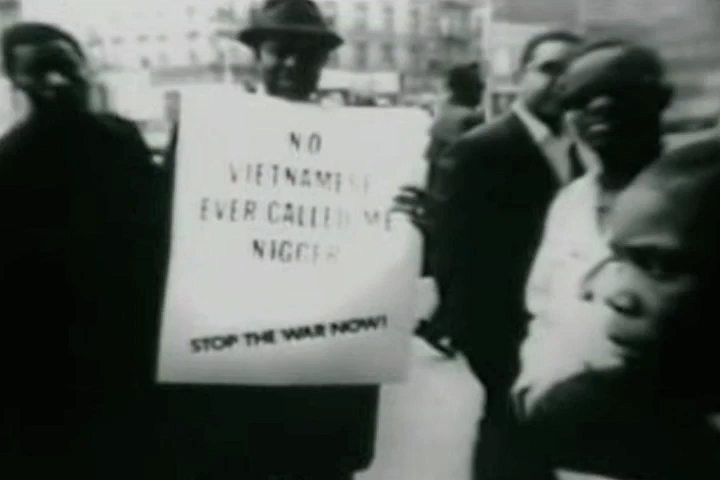 NO
VIETNAMESE
EVER CALLED ME
NIGGER
STOP THE WAR NOW!